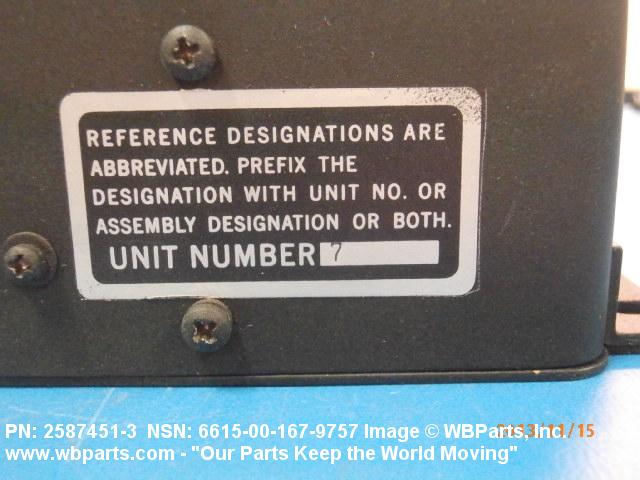 REFERENCE DESIGNATIONS ARE
ABBREVIATED. PREFIX THE
DESIGNATION WITH UNIT NO. OR
ASSEMBLY DESIGNATION OR BOTH.
UNIT NUMBER 7
PN: 2587451-3 NSN: 6615-00-167-9757 Image © WBParts, Inc.
www.wbparts.com - "Our Parts Keep the World Moving"